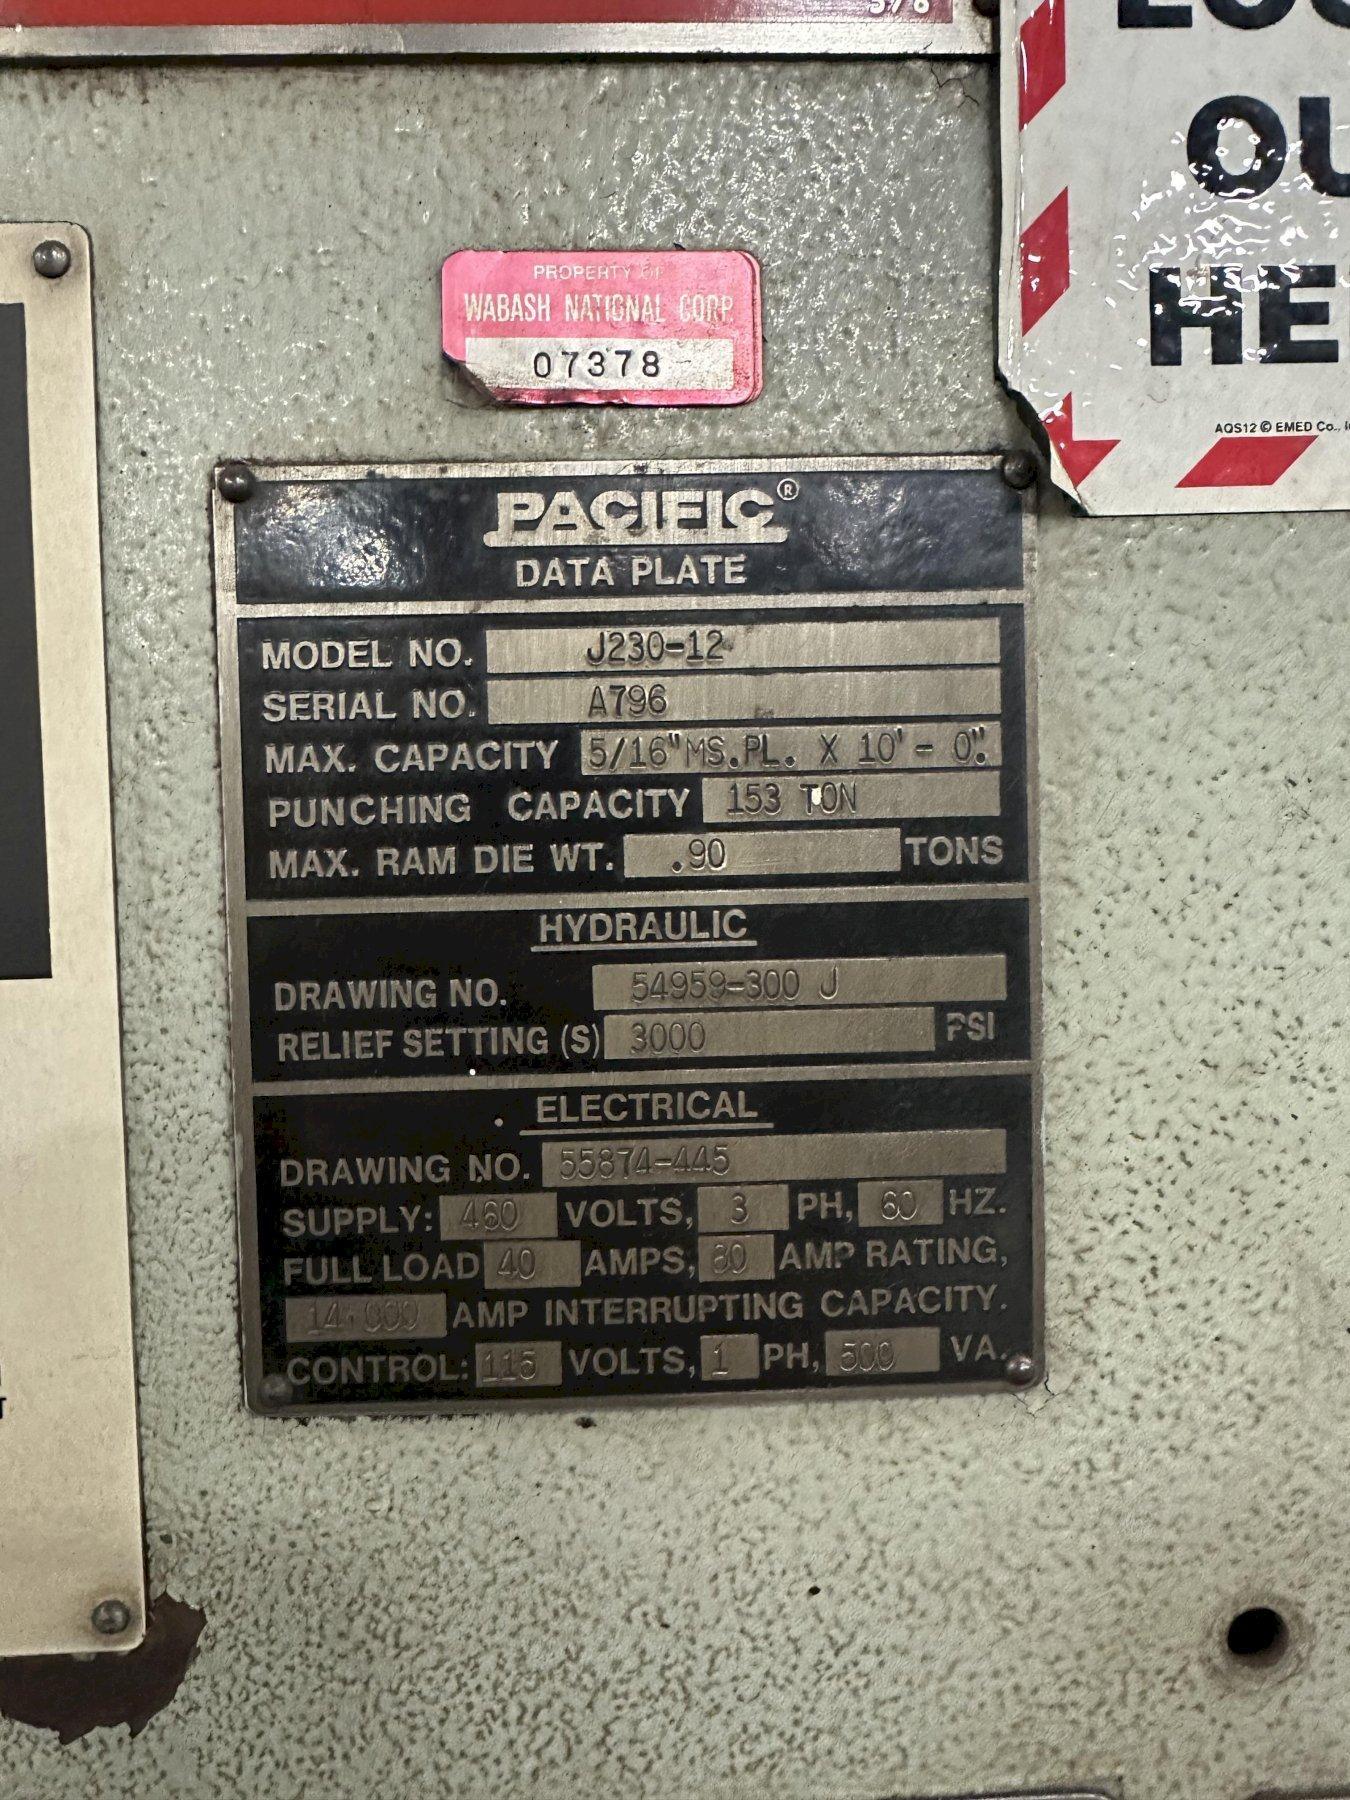 OU
HE
AQS12 © EMED Co.,
PROPERTY OF
WABASH NATIONAL CORP.
07378
PACIFIC®
DATA PLATE
MODEL NO. J230-12
SERIAL NO. A796
MAX. CAPACITY 5/16" MS.PL. X 10' - 0".
PUNCHING CAPACITY 153 TON
MAX. RAM DIE WT. .90 TONS
HYDRAULIC
DRAWING NO. 54959-300 J
RELIEF SETTING (S) 3000 PSI
ELECTRICAL
DRAWING NO. 55874-445
SUPPLY: 460 VOLTS, 3 PH, 60 HZ.
FULL LOAD 40 AMPS, AMP RATING,
14,000 AMP INTERRUPTING CAPACITY.
CONTROL: 115 VOLTS, 1 PH, 500 VA.